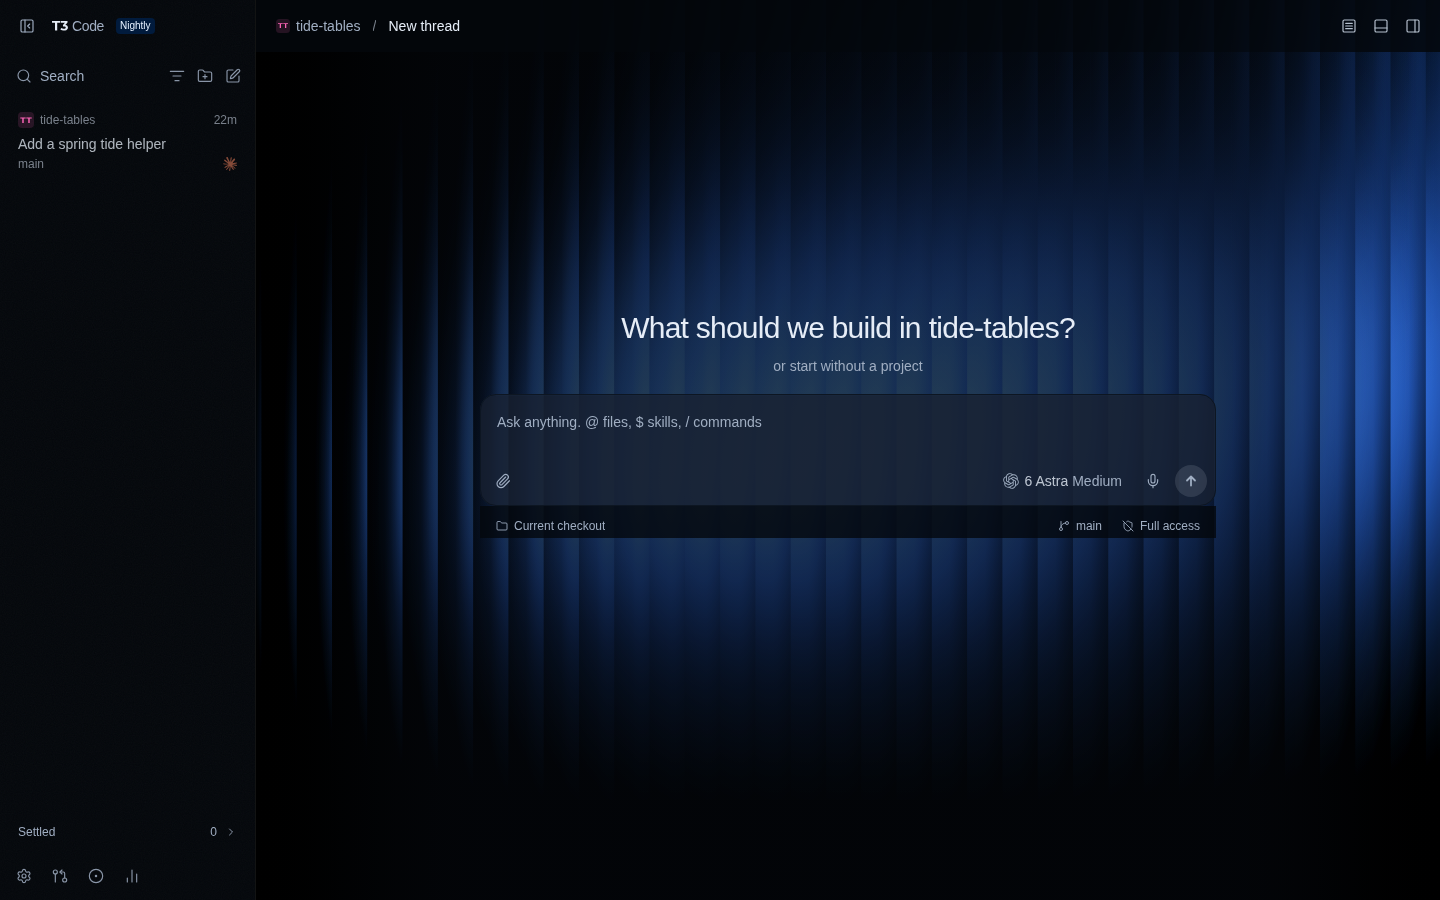 T3 Code Nightly
tide-tables / New thread
Search
TT tide-tables 22m
Add a spring tide helper
main
What should we build in tide-tables?
or start without a project
Ask anything. @ files, $ skills, / commands
6 Astra Medium
Current checkout
main
Full access
Settled 0